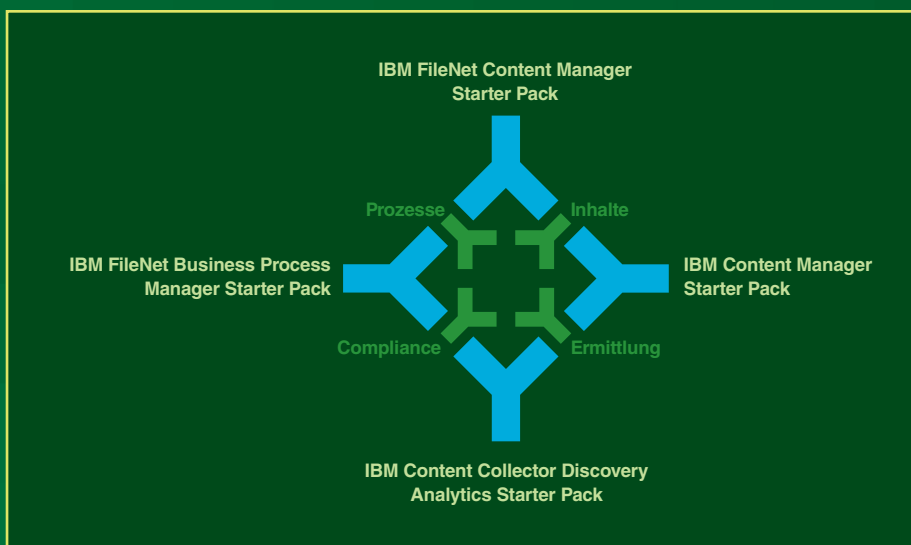 IBM FileNet Content Manager
Starter Pack
Prozesse
Inhalte
IBM FileNet Business Process
Manager Starter Pack
IBM Content Manager
Starter Pack
Compliance
Ermittlung
IBM Content Collector Discovery
Analytics Starter Pack